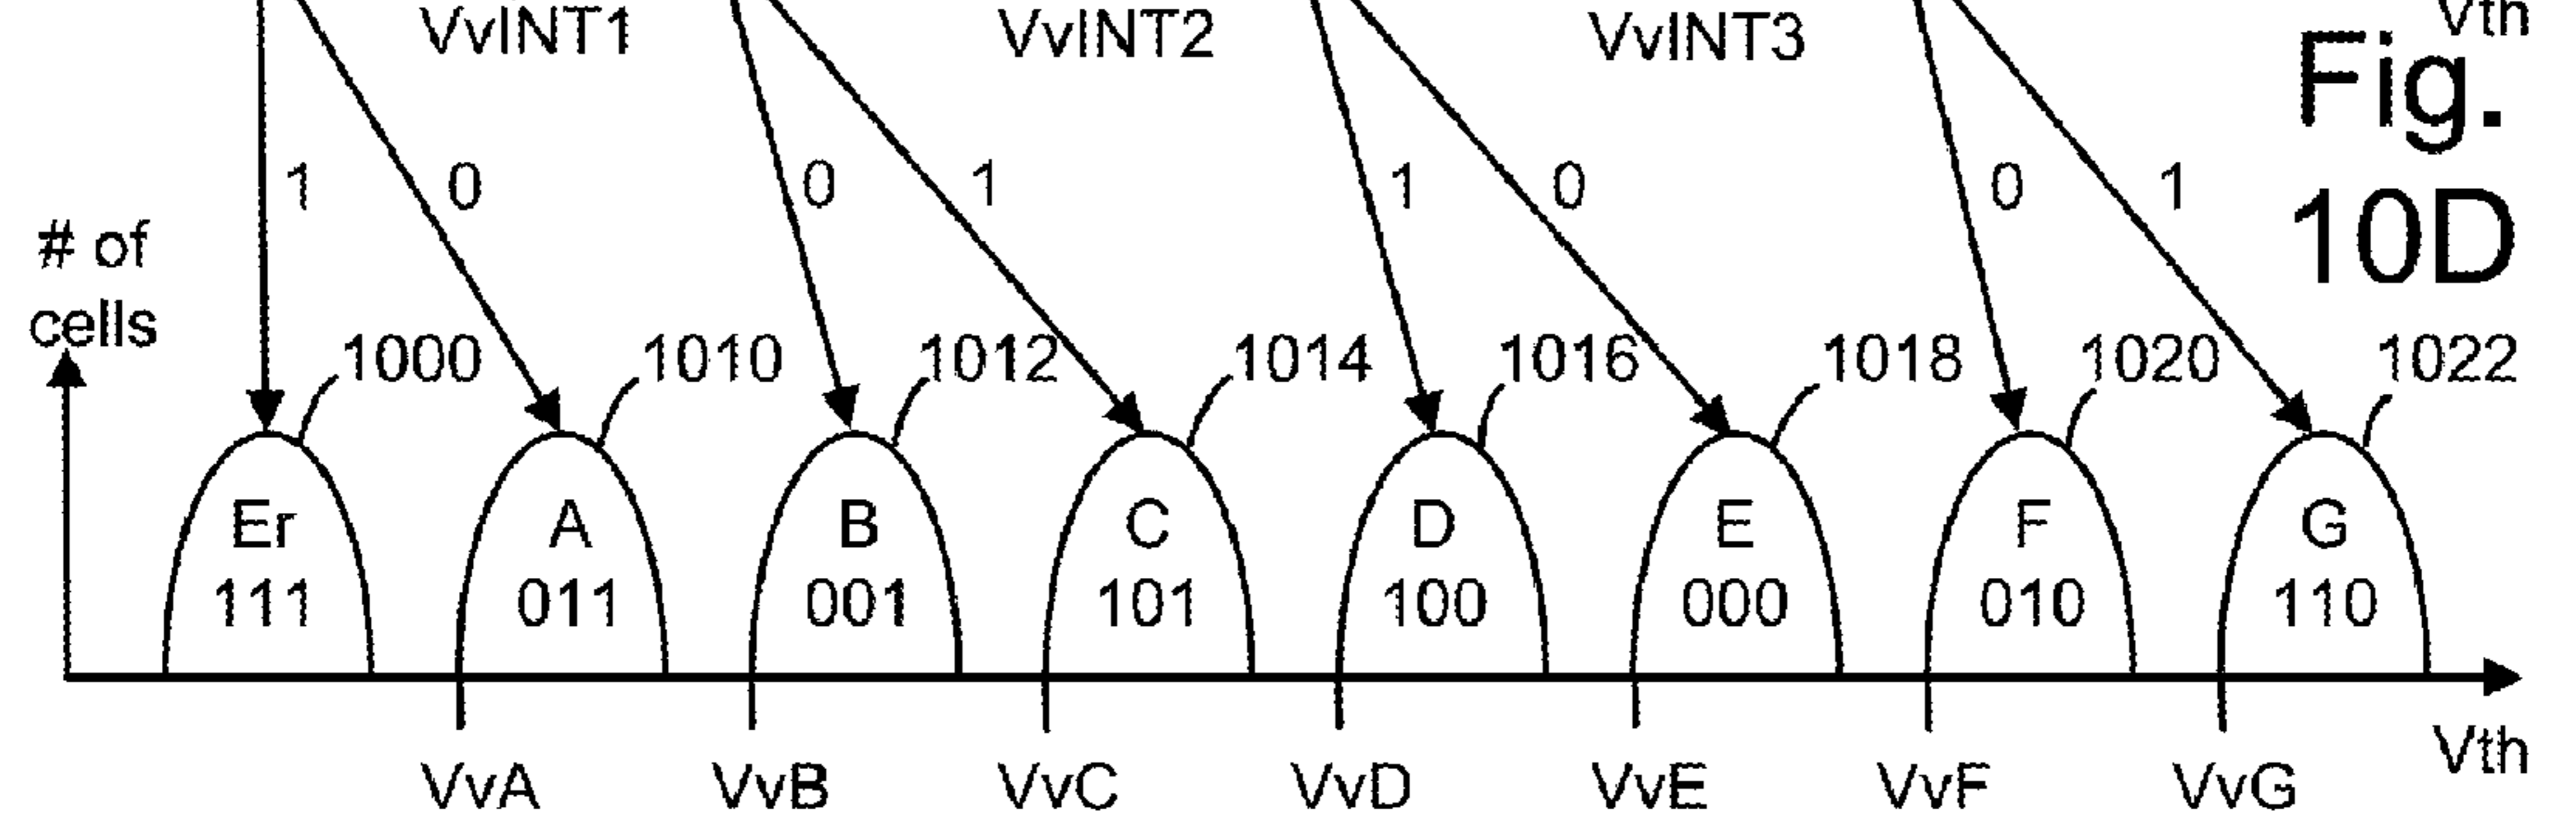 VvINT1 VvINT2 VvINT3 Vth
Fig.
10D
1 0 0 1 1 0 0 1
# of
cells
1000 1010 1012 1014 1016 1018 1020 1022
Er A B C D E F G
111 011 001 101 100 000 010 110
VvA VvB VvC VvD VvE VvF VvG Vth